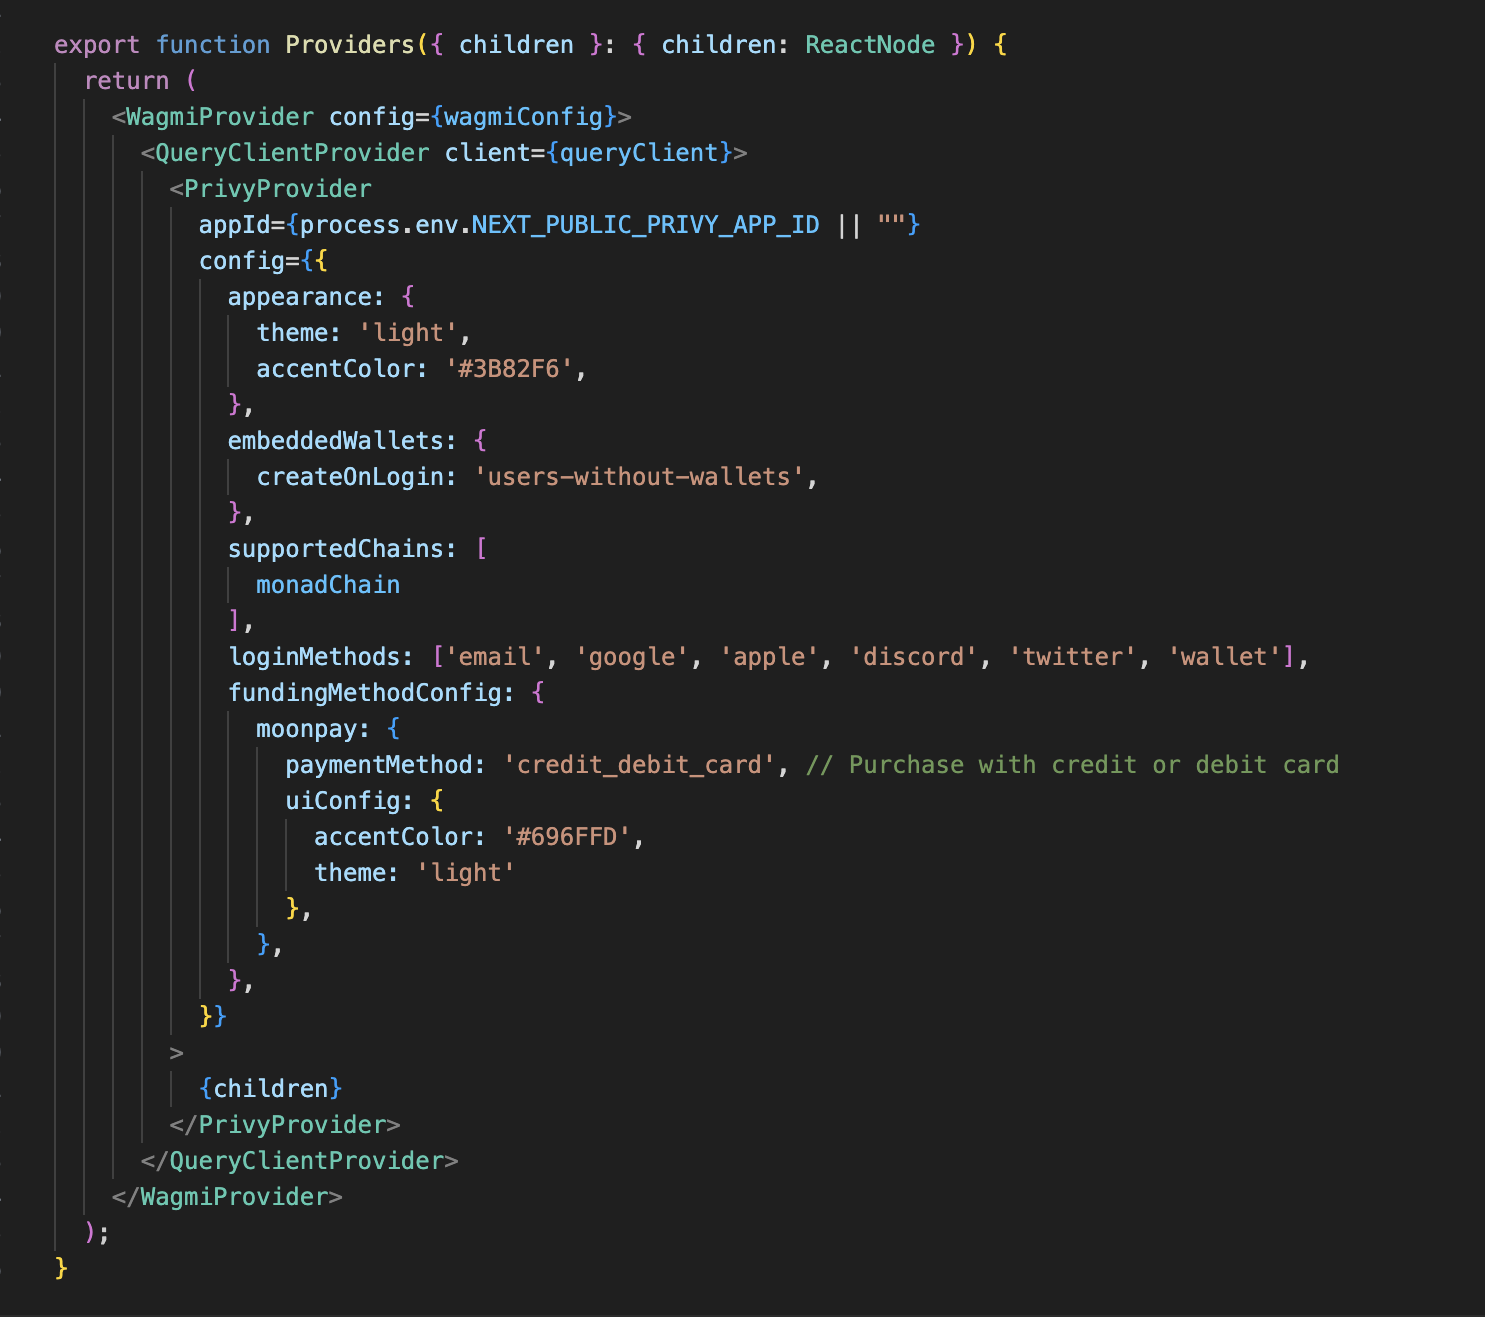 export function Providers({ children }: { children: ReactNode }) {
return (
<WagmiProvider config={wagmiConfig}>
<QueryClientProvider client={queryClient}>
<PrivyProvider
appId={process.env.NEXT_PUBLIC_PRIVY_APP_ID || ""}
config={{
appearance: {
theme: 'light',
accentColor: '#3B82F6',
},
embeddedWallets: {
createOnLogin: 'users-without-wallets',
},
supportedChains: [
monadChain
],
loginMethods: ['email', 'google', 'apple', 'discord', 'twitter', 'wallet'],
fundingMethodConfig: {
moonpay: {
paymentMethod: 'credit_debit_card', // Purchase with credit or debit card
uiConfig: {
accentColor: '#696FFD',
theme: 'light'
},
},
},
}}
>
{children}
</PrivyProvider>
</QueryClientProvider>
</WagmiProvider>
);
}